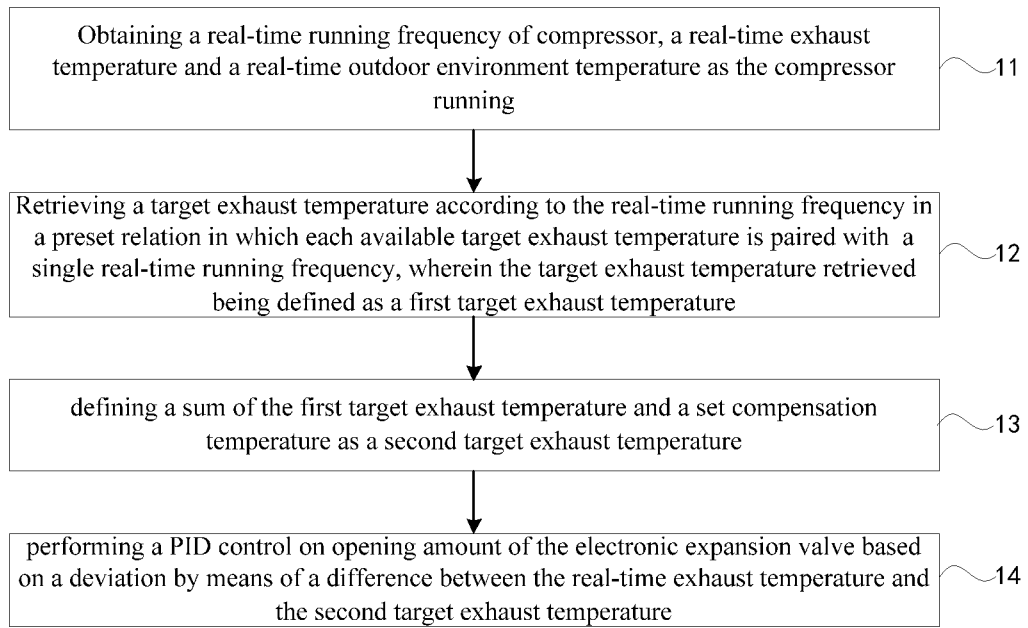 Obtaining a real-time running frequency of compressor, a real-time exhaust
temperature and a real-time outdoor environment temperature as the compressor
running
11
Retrieving a target exhaust temperature according to the real-time running frequency in
a preset relation in which each available target exhaust temperature is paired with a
single real-time running frequency, wherein the target exhaust temperature retrieved
being defined as a first target exhaust temperature
12
defining a sum of the first target exhaust temperature and a set compensation
temperature as a second target exhaust temperature
13
performing a PID control on opening amount of the electronic expansion valve based
on a deviation by means of a difference between the real-time exhaust temperature and
the second target exhaust temperature
14